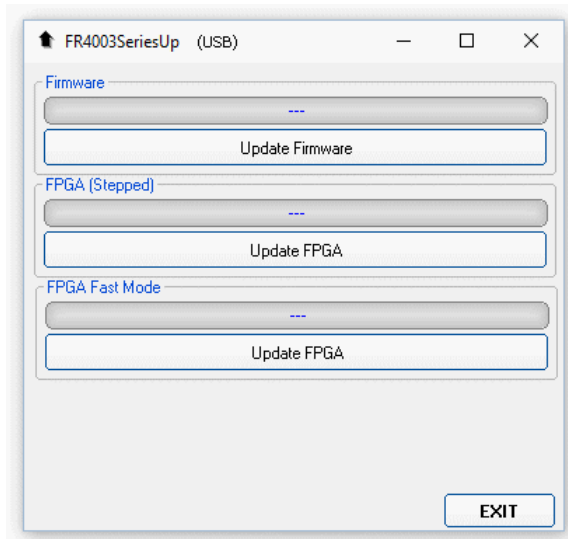 FR4003SeriesUp (USB)
Firmware
---
Update Firmware
FPGA (Stepped)
---
Update FPGA
FPGA Fast Mode
---
Update FPGA
EXIT